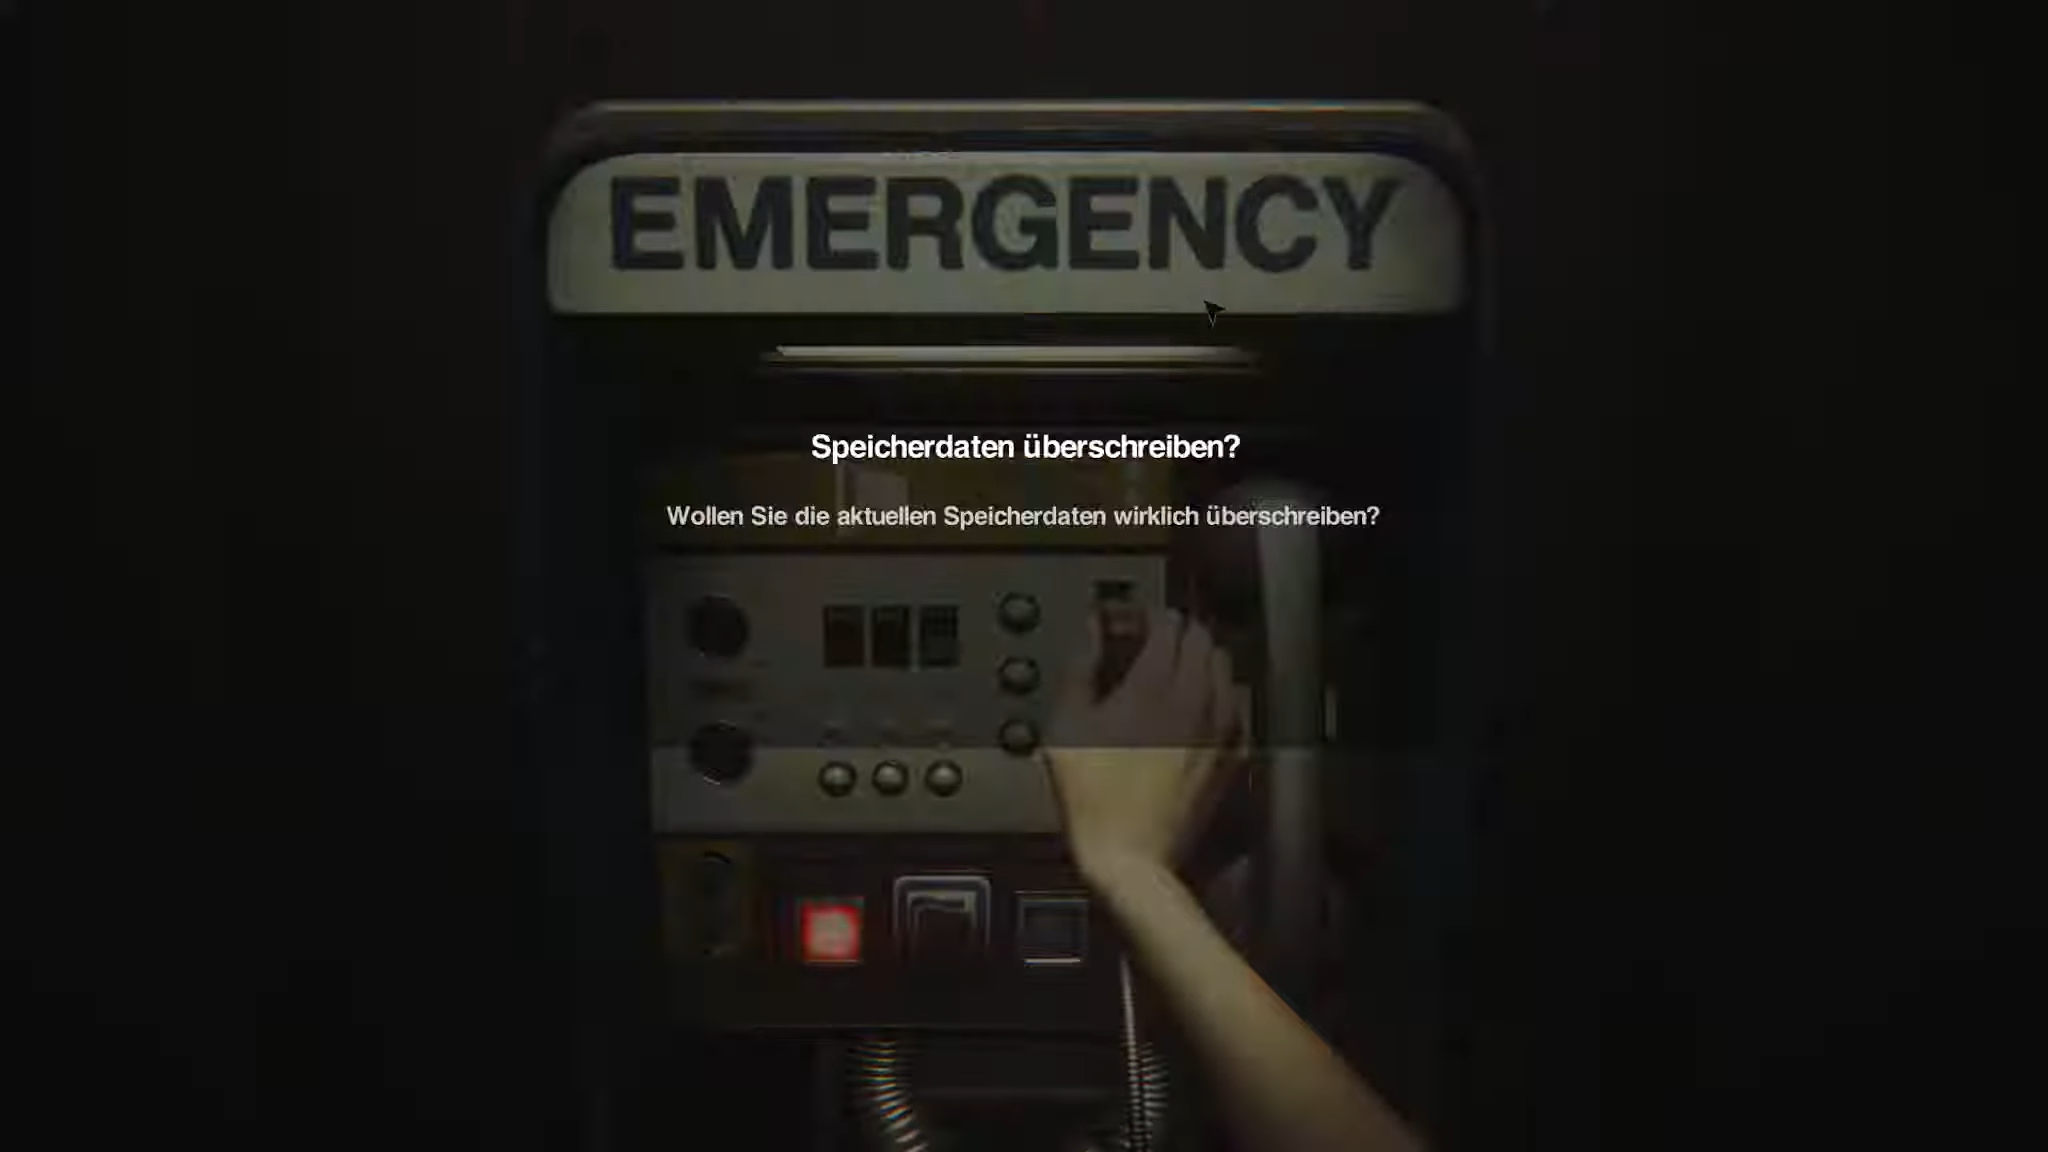 EMERGENCY
Speicherdaten überschreiben?
Wollen Sie die aktuellen Speicherdaten wirklich überschreiben?